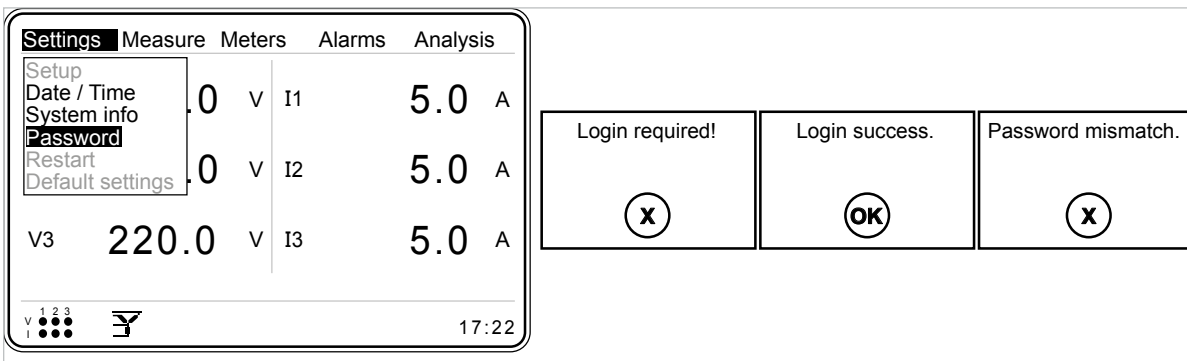 Settings Measure Meters Alarms Analysis
Setup
Date / Time
System info
Password
Restart
Default settings
.0 V I1 5.0 A
.0 V I2 5.0 A
V3 220.0 V I3 5.0 A
1 2 3
V
I
17:22
Login required!
X
Login success.
OK
Password mismatch.
X